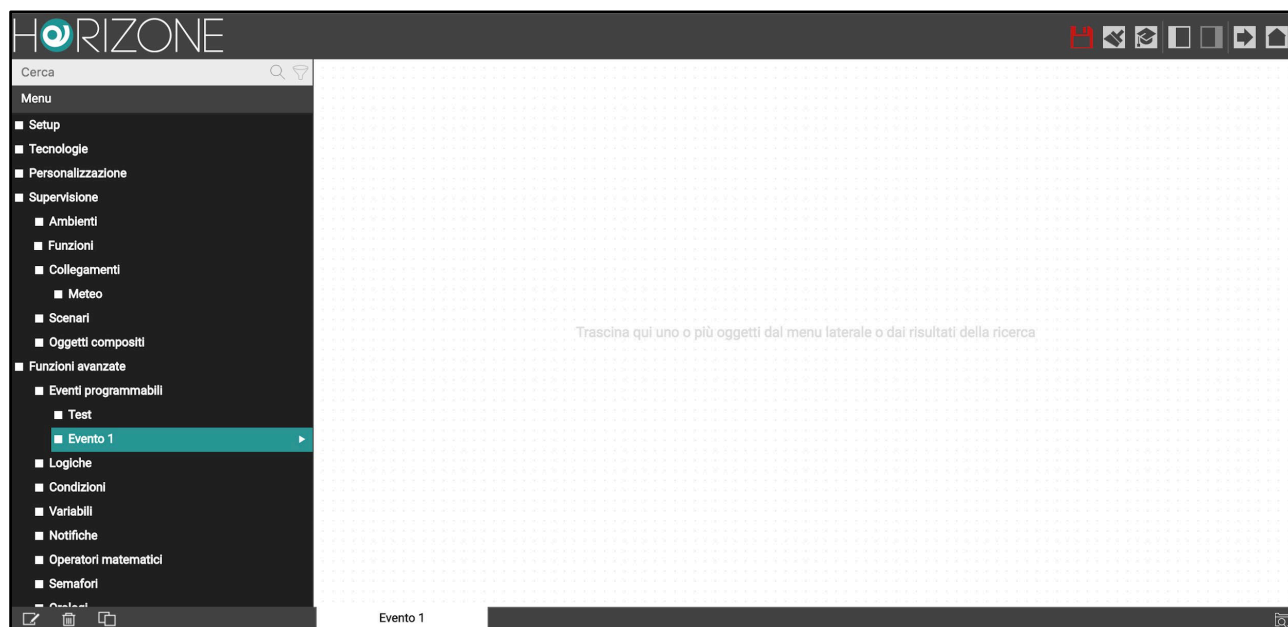 HORIZONE
Cerca
Menu
Setup
Tecnologie
Personalizzazione
Supervisione
Ambienti
Funzioni
Collegamenti
Meteo
Scenari
Oggetti compositi
Funzioni avanzate
Eventi programmabili
Test
Evento 1
Logiche
Condizioni
Variabili
Notifiche
Operatori matematici
Semafori
Orologi
Trascina qui uno o più oggetti dal menu laterale o dai risultati della ricerca
Evento 1